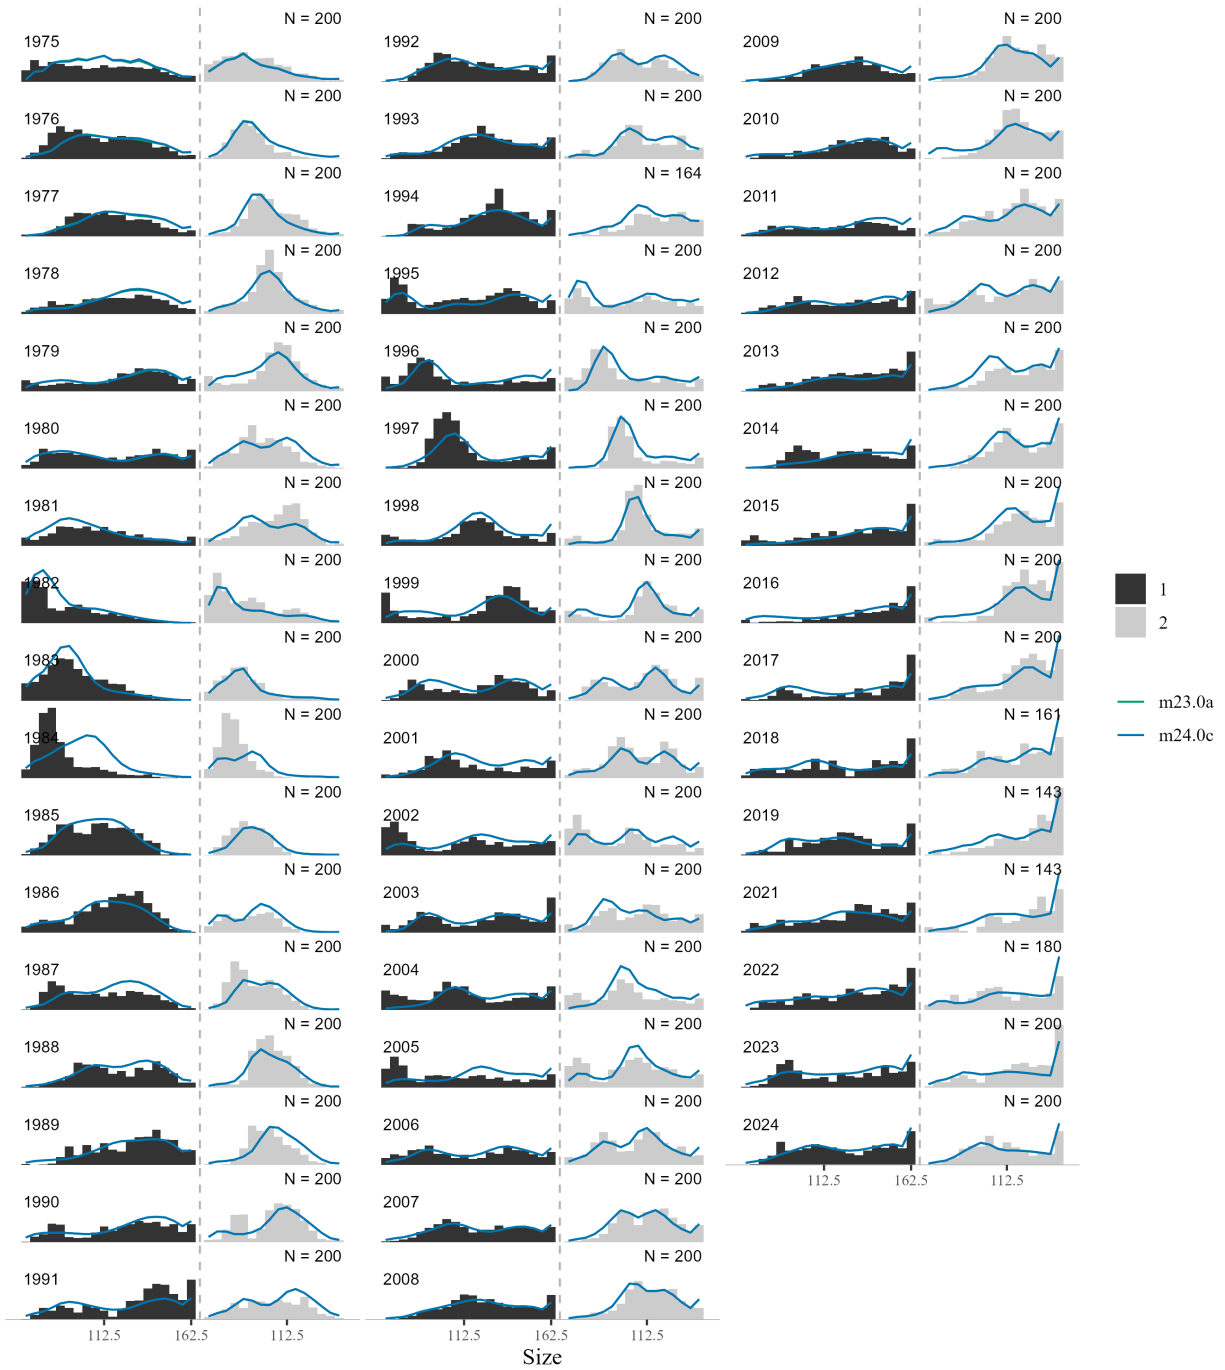 N = 200
1975
N = 200
1976
N = 200
1977
N = 200
1978
N = 200
1979
N = 200
1980
N = 200
1981
N = 200
1982
N = 200
1983
N = 200
1984
N = 200
1985
N = 200
1986
N = 200
1987
N = 200
1988
N = 200
1989
N = 200
1990
N = 200
1991
112.5 162.5 112.5
N = 200
1992
N = 200
1993
N = 164
1994
N = 200
1995
N = 200
1996
N = 200
1997
N = 200
1998
N = 200
1999
N = 200
2000
N = 200
2001
N = 200
2002
N = 200
2003
N = 200
2004
N = 200
2005
N = 200
2006
N = 200
2007
N = 200
2008
112.5 162.5 112.5
N = 200
2009
N = 200
2010
N = 200
2011
N = 200
2012
N = 200
2013
N = 200
2014
N = 200
2015
N = 200
2016
N = 200
2017
N = 161
2018
N = 143
2019
N = 143
2021
N = 180
2022
N = 200
2023
N = 200
2024
112.5 162.5 112.5
Size
1
2
m23.0a
m24.0c